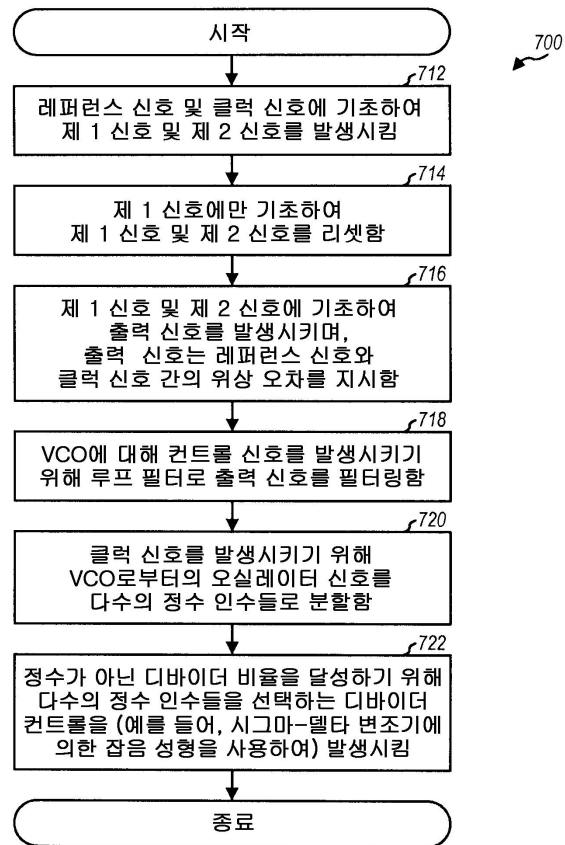 시작
700
712
레퍼런스 신호 및 클럭 신호에 기초하여
제 1 신호 및 제 2 신호를 발생시킴
714
제 1 신호에만 기초하여
제 1 신호 및 제 2 신호를 리셋함
716
제 1 신호 및 제 2 신호에 기초하여
출력 신호를 발생시키며,
출력 신호는 레퍼런스 신호와
클럭 신호 간의 위상 오차를 지시함
718
VCO에 대해 컨트롤 신호를 발생시키기
위해 루프 필터로 출력 신호를 필터링함
720
클럭 신호를 발생시키기 위해
VCO로부터의 오실레이터 신호를
다수의 정수 인수들로 분할함
722
정수가 아닌 디바이더 비율을 달성하기 위해
다수의 정수 인수들을 선택하는 디바이더
컨트롤을 (예를 들어, 시그마-델타 변조기에
의한 잡음 성형을 사용하여) 발생시킴
종료